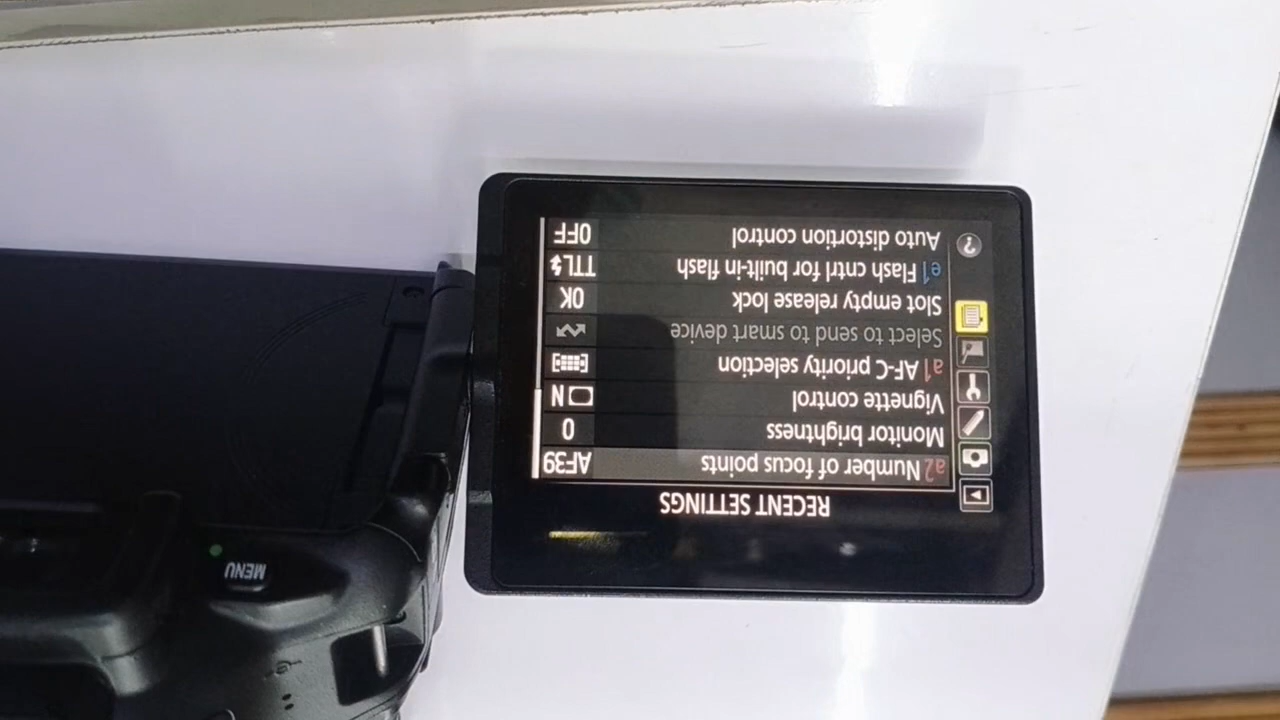 RECENT SETTINGS
a2 Number of focus points AF39
Monitor brightness 0
Vignette control N
a1 AF-C priority selection
Select to send to smart device
Slot empty release lock OK
e1 Flash cntrl for built-in flash TTL
Auto distortion control OFF
?
MENU